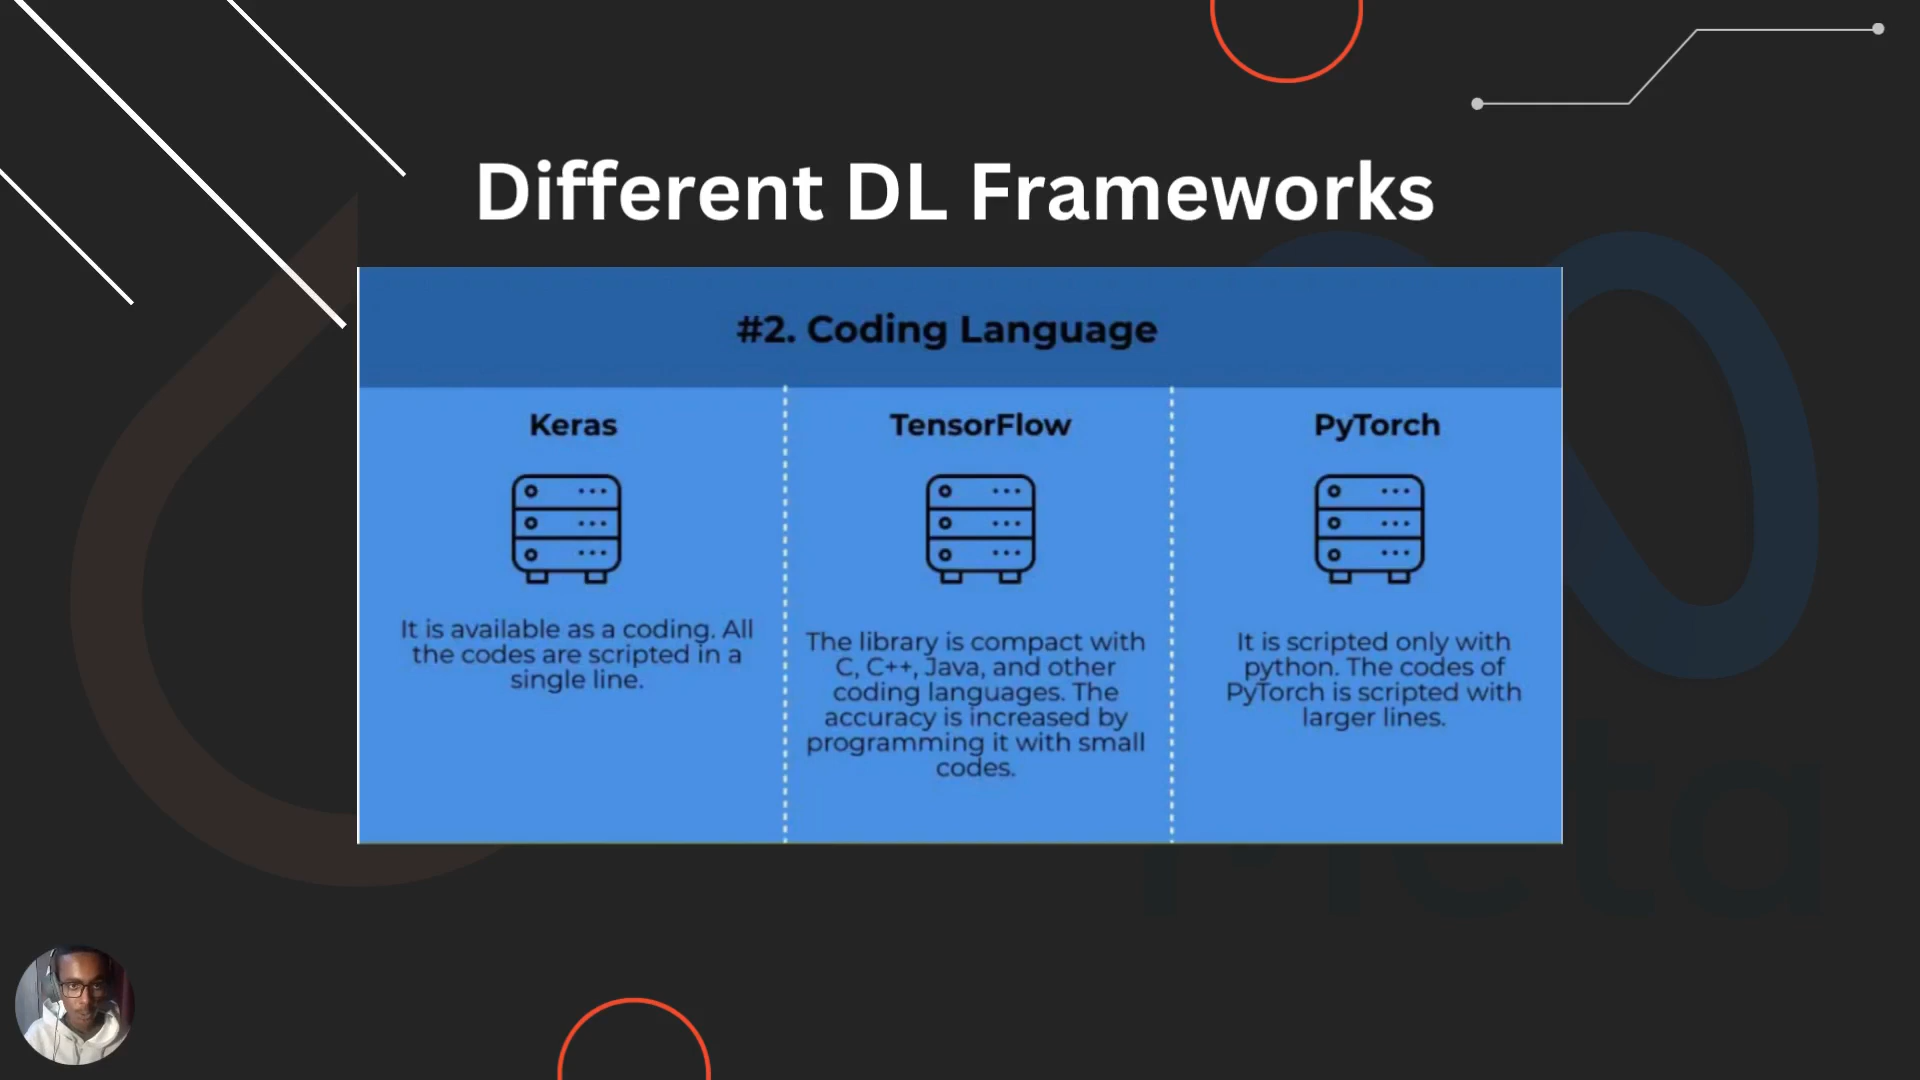 Different DL Frameworks
#2. Coding Language
Keras
It is available as a coding. All
the codes are scripted in a
single line.
TensorFlow
The library is compact with
C, C++, Java, and other
coding languages. The
accuracy is increased by
programming it with small
codes.
PyTorch
It is scripted only with
python. The codes of
PyTorch is scripted with
larger lines.
Meta